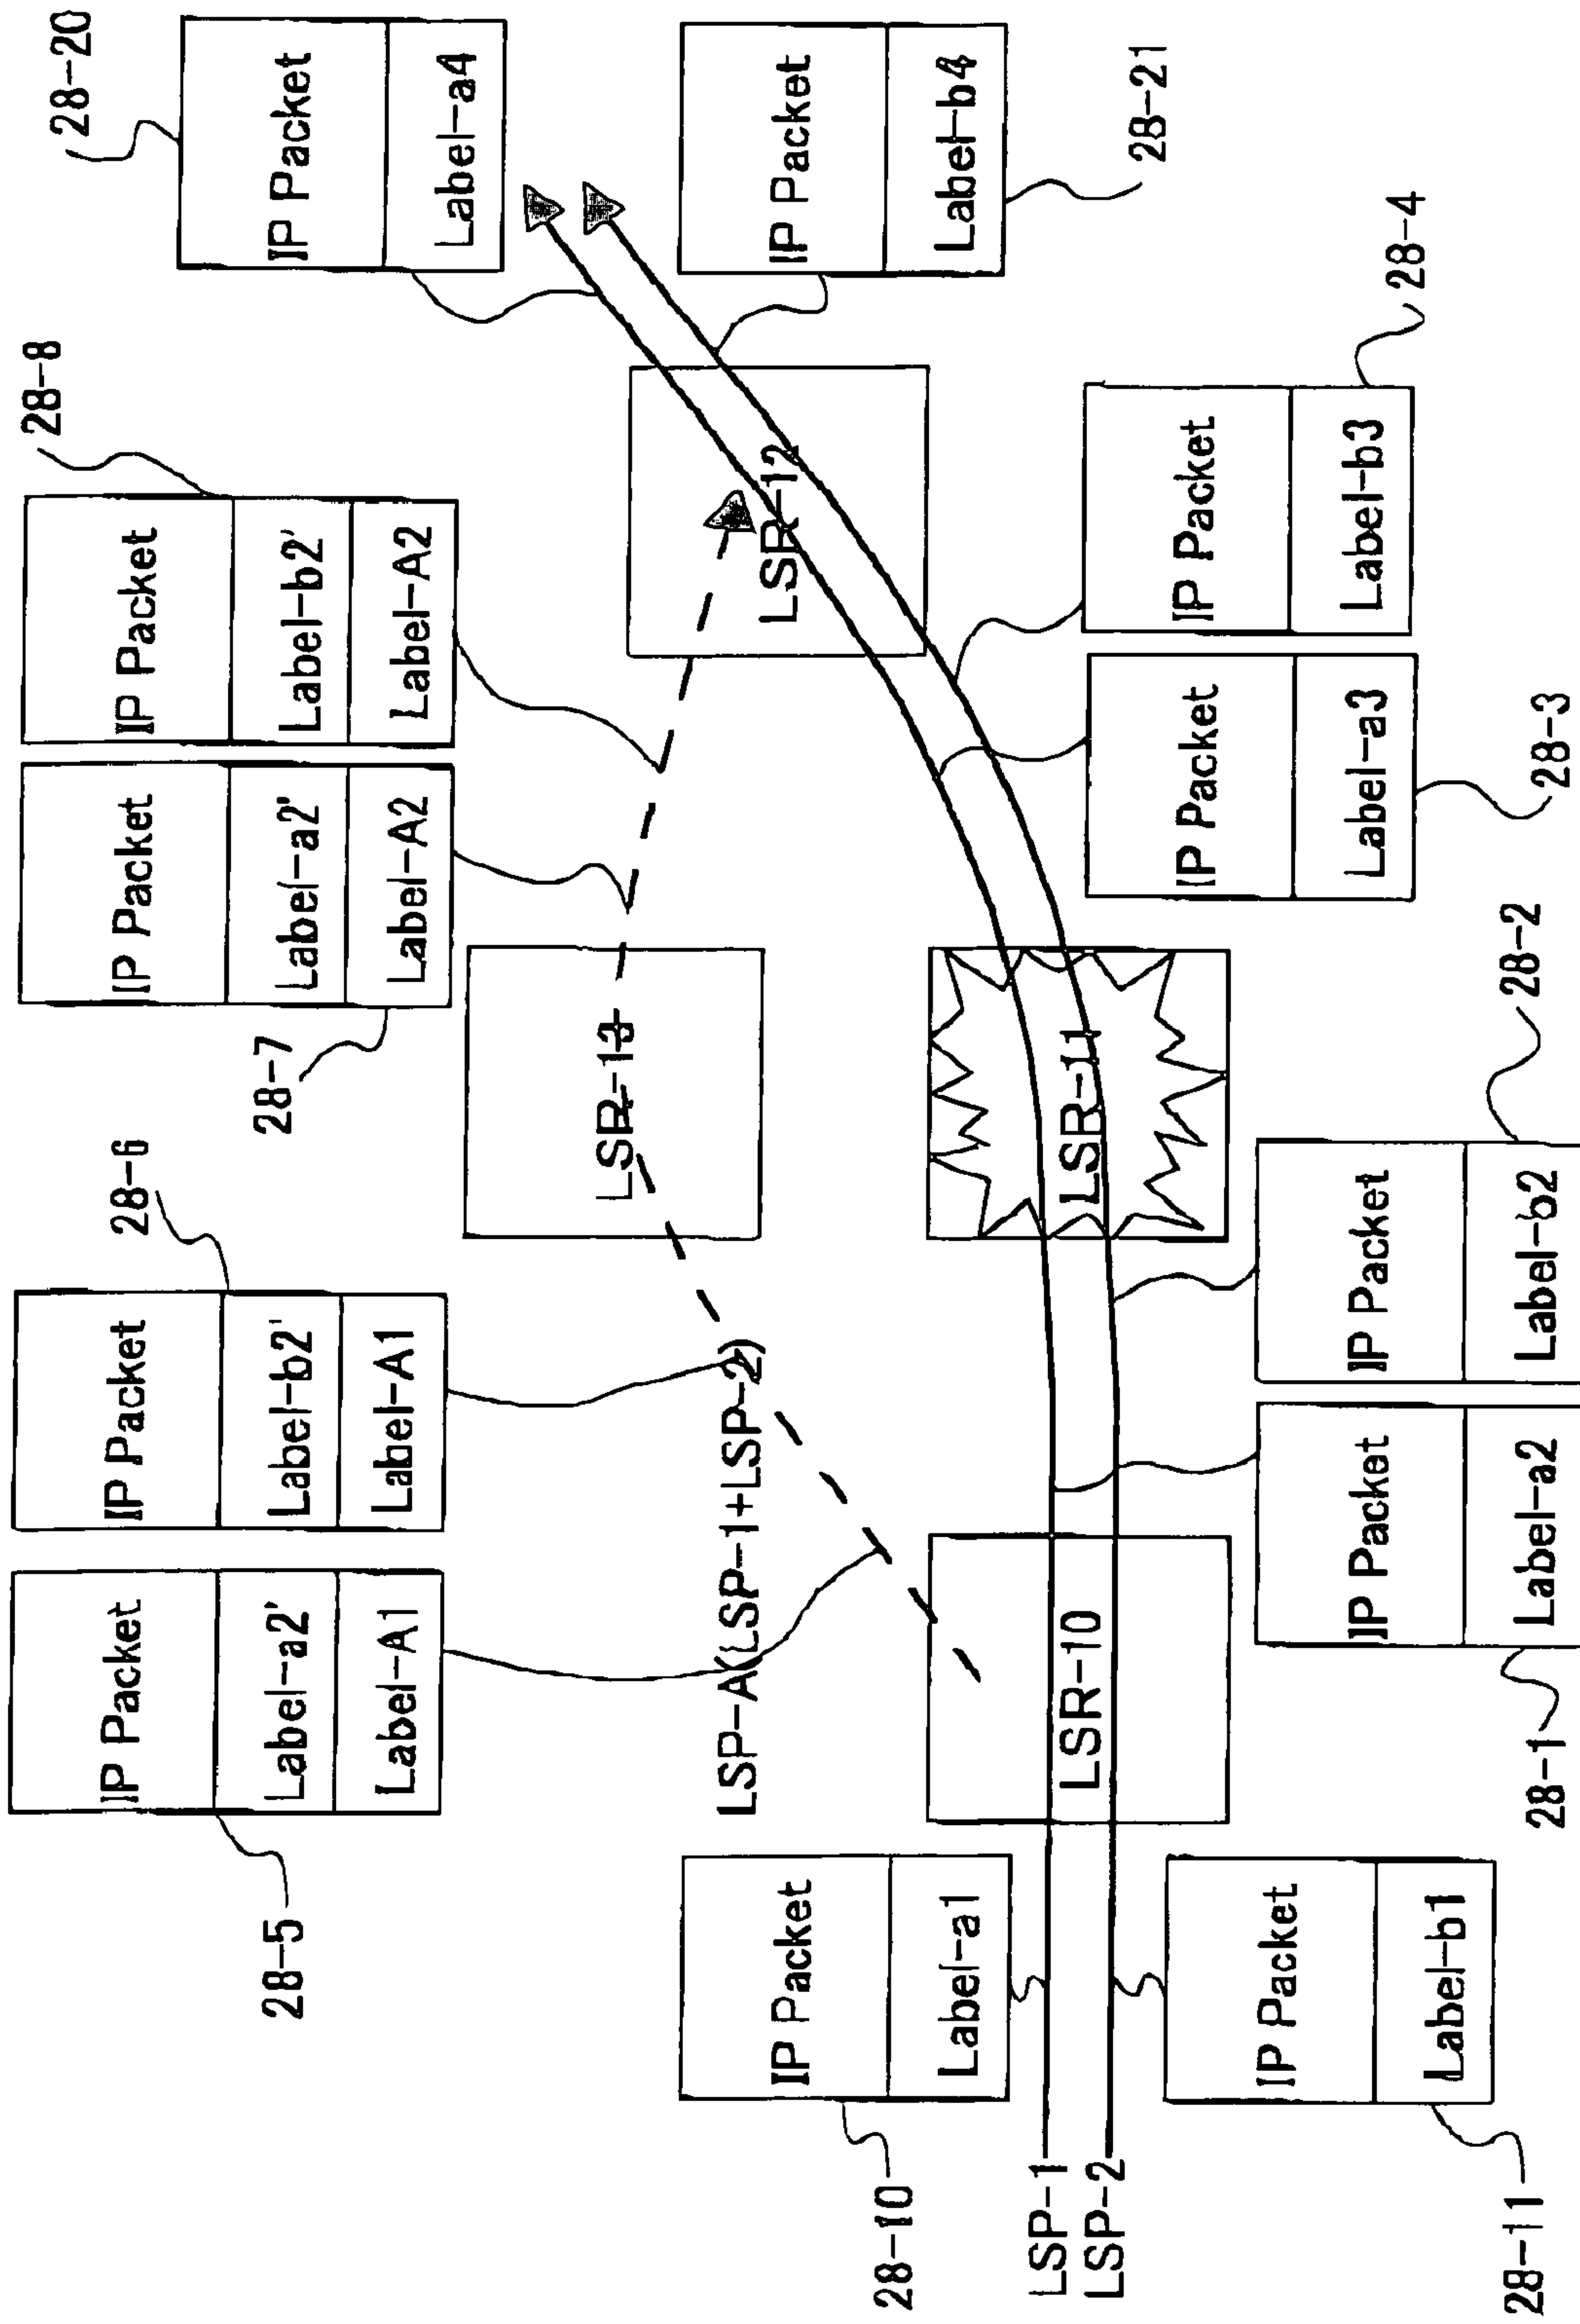 28-5
IP Packet
Label-a2'
Label-A1
28-6
IP Packet
Label-b2'
Label-A1
28-7
IP Packet
Label-a2'
Label-A2
28-8
IP Packet
Label-b2'
Label-A2
28-20
IP Packet
Label-a4
LSR-13
LSP-A(LSP-1+LSP-2)
LSR-12
28-10
IP Packet
Label-a1
IP Packet
Label-b4
28-21
LSP-1
LSP-2
LSR-10
LSR-11
28-11
IP Packet
Label-b1
28-1
IP Packet
Label-a2
28-2
IP Packet
Label-b2
28-3
IP Packet
Label-a3
28-4
IP Packet
Label-b3